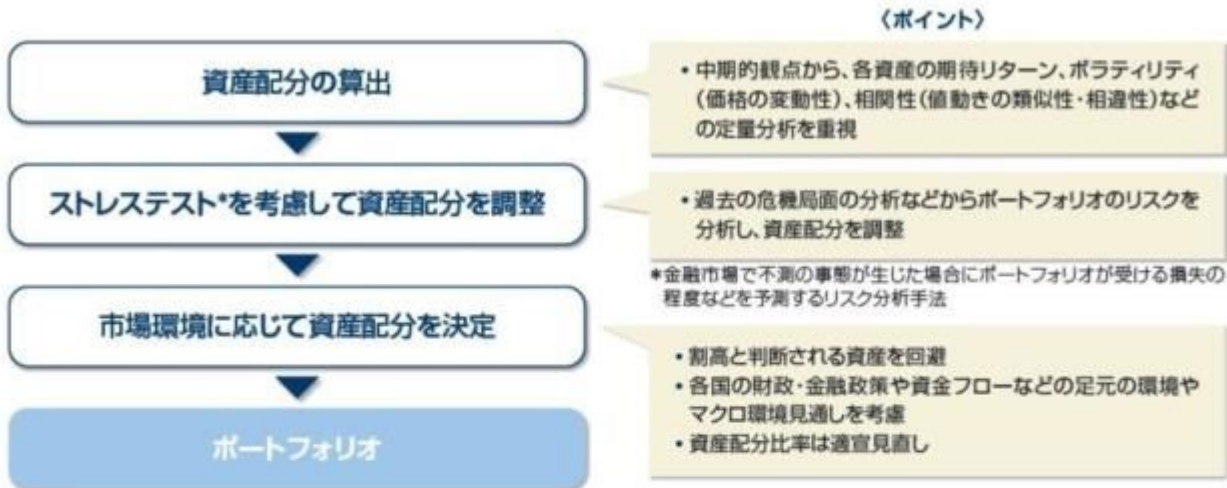 〈ポイント〉
資産配分の算出
・中期的観点から、各資産の期待リターン、ボラティリティ
(価格の変動性)、相関性(値動きの類似性・相違性)など
の定量分析を重視
ストレステスト*を考慮して資産配分を調整
・過去の危機局面の分析などからポートフォリオのリスクを
分析し、資産配分を調整
*金融市場で不測の事態が生じた場合にポートフォリオが受ける損失の
程度などを予測するリスク分析手法
市場環境に応じて資産配分を決定
・割高と判断される資産を回避
・各国の財政・金融政策や資金フローなどの足元の環境や
マクロ環境見通しを考慮
・資産配分比率は適宜見直し
ポートフォリオ